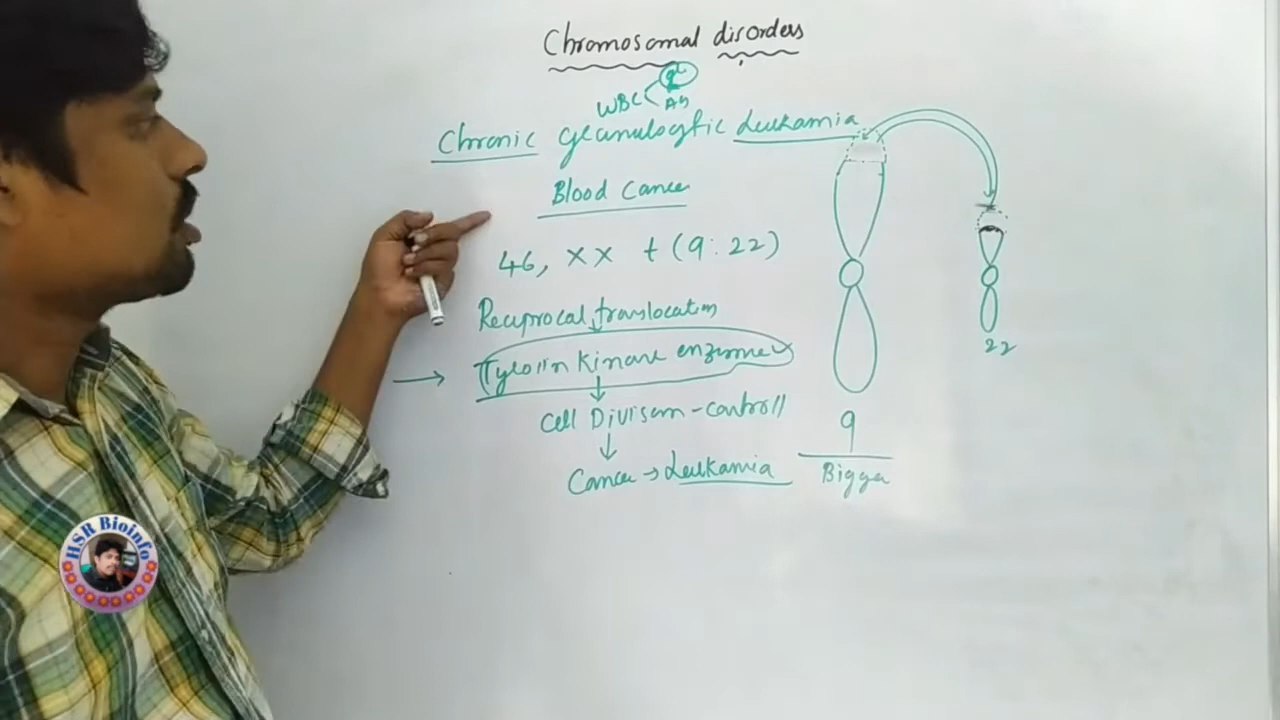 Chromosomal disorders
WBC
Chronic granulocytic Leukamia
Blood Cancer
46, XX t (9:22)
Reciprocal translocation
Tyrosin Kinase enzyme
Cell Division-controll
Cance → Leukamia
9
Bigger
22
HSR Bioinfo